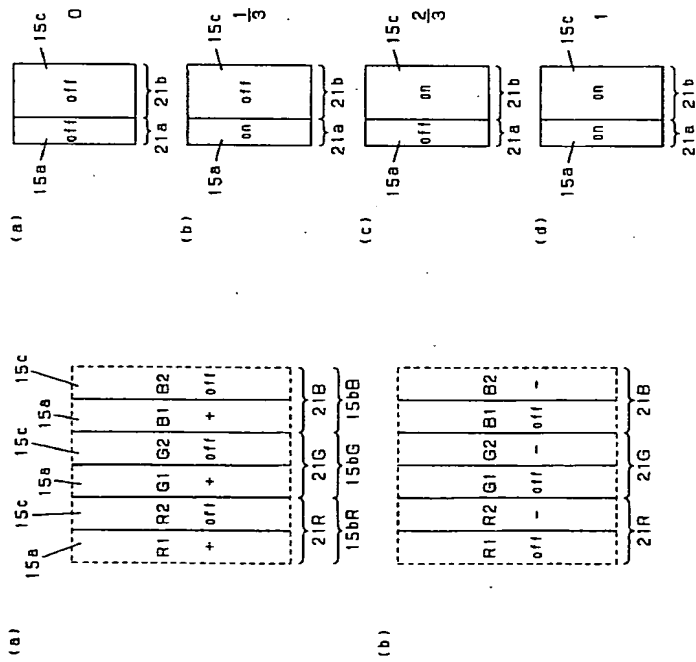 (a)
15a 15c 15a 15c 15a 15c
R1 R2 G1 G2 B1 B2
+ off + off + off
21R 21G 21B
15bR 15bG 15bB
(b)
R1 R2 G1 G2 B1 B2
off - off - off -
21R 21G 21B
(a)
15a 15c
off off 0
21a 21b
(b)
15a 15c
on off 1/3
21a 21b
(c)
15a 15c
off on 2/3
21a 21b
(d)
15a 15c
on on 1
21a 21b